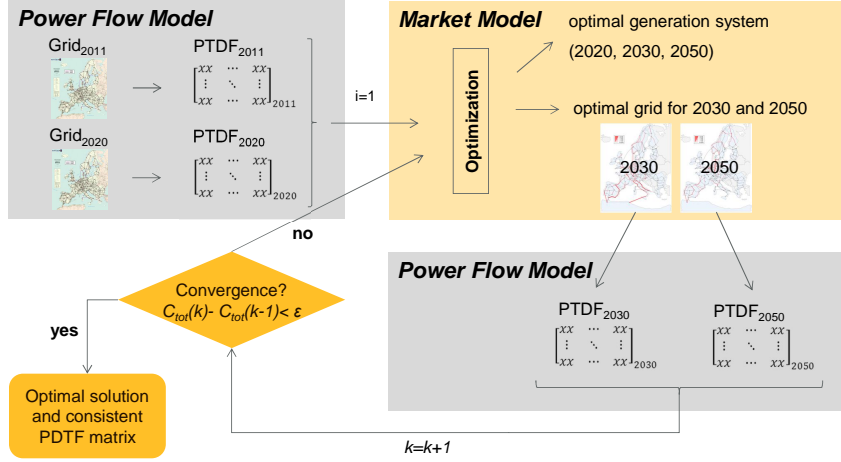 Power Flow Model
Grid2011
PTDF2011
[xx ⋯ xx
⋮ ⋱ ⋮
xx ⋯ xx]2011
Grid2020
PTDF2020
[xx ⋯ xx
⋮ ⋱ ⋮
xx ⋯ xx]2020
i=1
Market Model
Optimization
optimal generation system
(2020, 2030, 2050)
optimal grid for 2030 and 2050
2030
2050
no
Convergence?
Ctot(k)- Ctot(k-1)< ε
yes
Optimal solution
and consistent
PDTF matrix
Power Flow Model
PTDF2030
[xx ⋯ xx
⋮ ⋱ ⋮
xx ⋯ xx]2030
PTDF2050
[xx ⋯ xx
⋮ ⋱ ⋮
xx ⋯ xx]2050
k=k+1